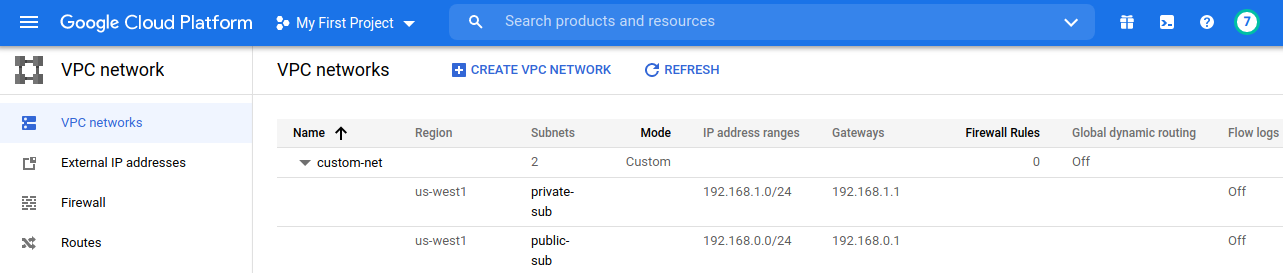 Google Cloud Platform My First Project Search products and resources 7
VPC network VPC networks CREATE VPC NETWORK REFRESH
VPC networks
External IP addresses
Firewall
Routes
Name Region Subnets Mode IP address ranges Gateways Firewall Rules Global dynamic routing Flow logs
custom-net 2 Custom 0 Off
us-west1 private- 192.168.1.0/24 192.168.1.1 Off
sub
us-west1 public- 192.168.0.0/24 192.168.0.1 Off
sub